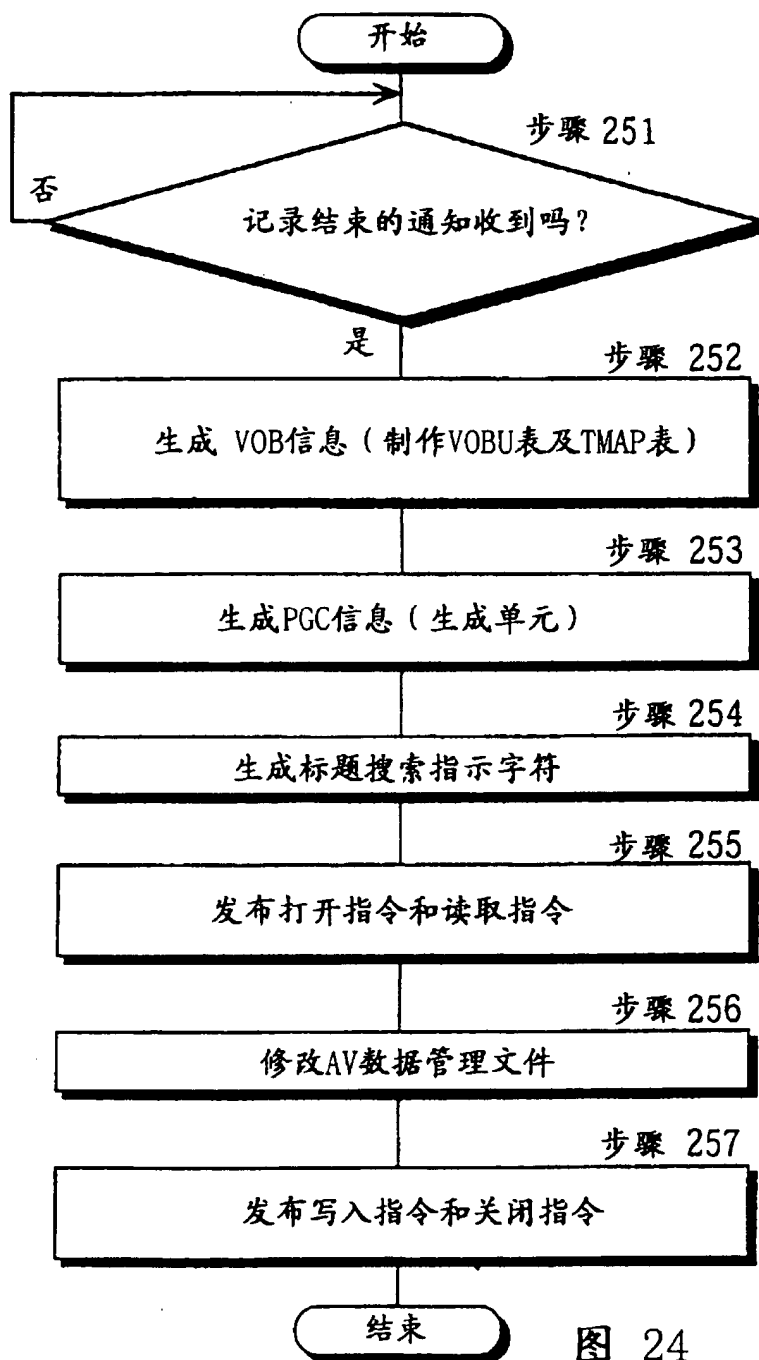 开始
步骤 251
否
记录结束的通知收到吗?
是
步骤 252
生成 VOB信息(制作VOBU表及TMAP表)
步骤 253
生成PGC信息(生成单元)
步骤 254
生成标题搜索指示字符
步骤 255
发布打开指令和读取指令
步骤 256
修改AV数据管理文件
步骤 257
发布写入指令和关闭指令
结束
图 24